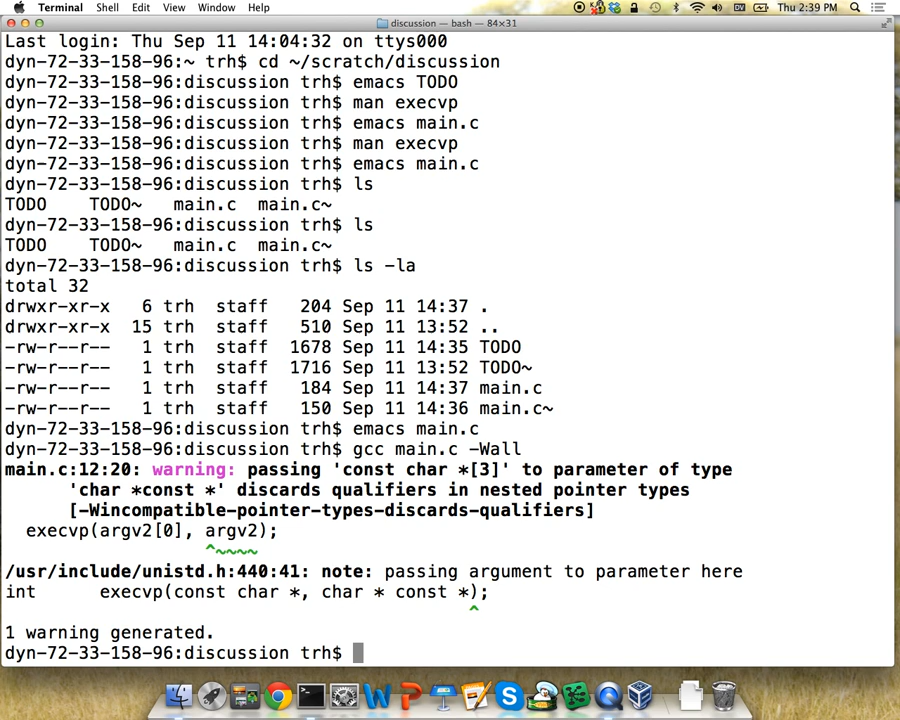 Terminal Shell Edit View Window Help Thu 2:39 PM
discussion — bash — 84×31
Last login: Thu Sep 11 14:04:32 on ttys000
dyn-72-33-158-96:~ trh$ cd ~/scratch/discussion
dyn-72-33-158-96:discussion trh$ emacs TODO
dyn-72-33-158-96:discussion trh$ man execvp
dyn-72-33-158-96:discussion trh$ emacs main.c
dyn-72-33-158-96:discussion trh$ man execvp
dyn-72-33-158-96:discussion trh$ emacs main.c
dyn-72-33-158-96:discussion trh$ ls
TODO    TODO~   main.c  main.c~
dyn-72-33-158-96:discussion trh$ ls
TODO    TODO~   main.c  main.c~
dyn-72-33-158-96:discussion trh$ ls -la
total 32
drwxr-xr-x   6 trh  staff   204 Sep 11 14:37 .
drwxr-xr-x  15 trh  staff   510 Sep 11 13:52 ..
-rw-r--r--   1 trh  staff  1678 Sep 11 14:35 TODO
-rw-r--r--   1 trh  staff  1716 Sep 11 13:52 TODO~
-rw-r--r--   1 trh  staff   184 Sep 11 14:37 main.c
-rw-r--r--   1 trh  staff   150 Sep 11 14:36 main.c~
dyn-72-33-158-96:discussion trh$ emacs main.c
dyn-72-33-158-96:discussion trh$ gcc main.c -Wall
main.c:12:20: warning: passing 'const char *[3]' to parameter of type
      'char *const *' discards qualifiers in nested pointer types
      [-Wincompatible-pointer-types-discards-qualifiers]
  execvp(argv2[0], argv2);
                   ^~~~~
/usr/include/unistd.h:440:41: note: passing argument to parameter here
int      execvp(const char *, char * const *);
                                            ^
1 warning generated.
dyn-72-33-158-96:discussion trh$